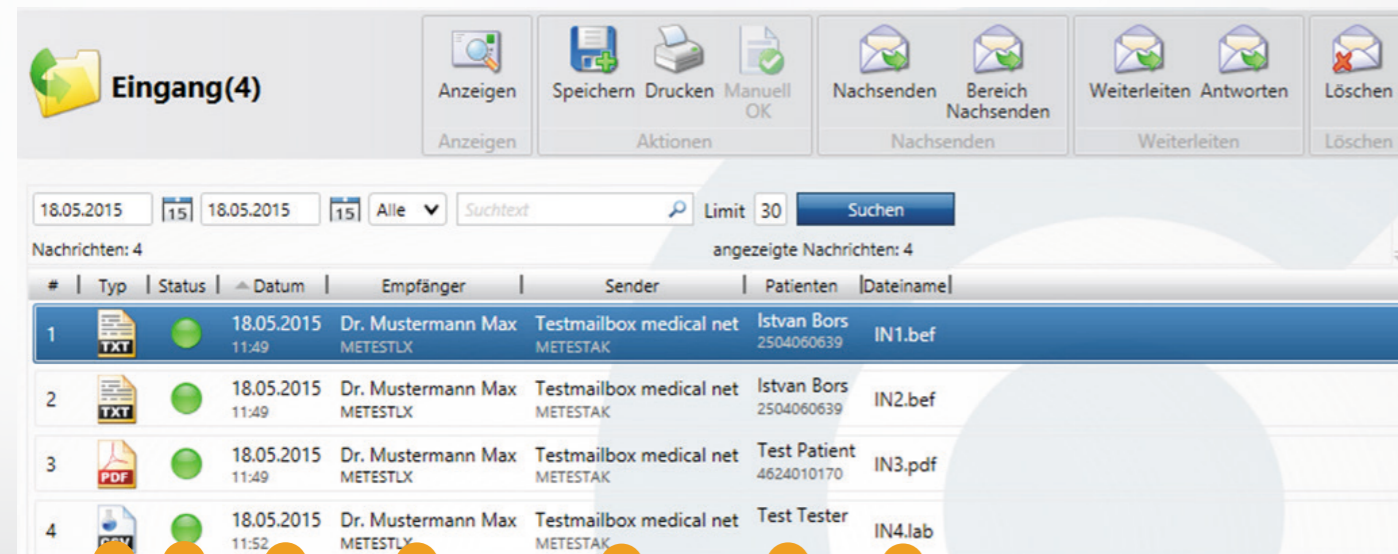 Eingang(4)
Anzeigen Speichern Drucken Manuell OK Nachsenden Bereich Nachsenden Weiterleiten Antworten Löschen
Anzeigen Aktionen Nachsenden Weiterleiten Löschen
18.05.2015 15 18.05.2015 15 Alle Suchtext Limit 30 Suchen
Nachrichten: 4 angezeigte Nachrichten: 4
# Typ Status Datum Empfänger Sender Patienten Dateiname
1 TXT 18.05.2015 Dr. Mustermann Max Testmailbox medical net Istvan Bors IN1.bef
11:49 METESTLX METESTAK 2504060639
2 TXT 18.05.2015 Dr. Mustermann Max Testmailbox medical net Istvan Bors IN2.bef
11:49 METESTLX METESTAK 2504060639
3 PDF 18.05.2015 Dr. Mustermann Max Testmailbox medical net Test Patient IN3.pdf
11:49 METESTLX METESTAK 4624010170
4 CSV 18.05.2015 Dr. Mustermann Max Testmailbox medical net Test Tester IN4.lab
11:52 METESTLX METESTAK